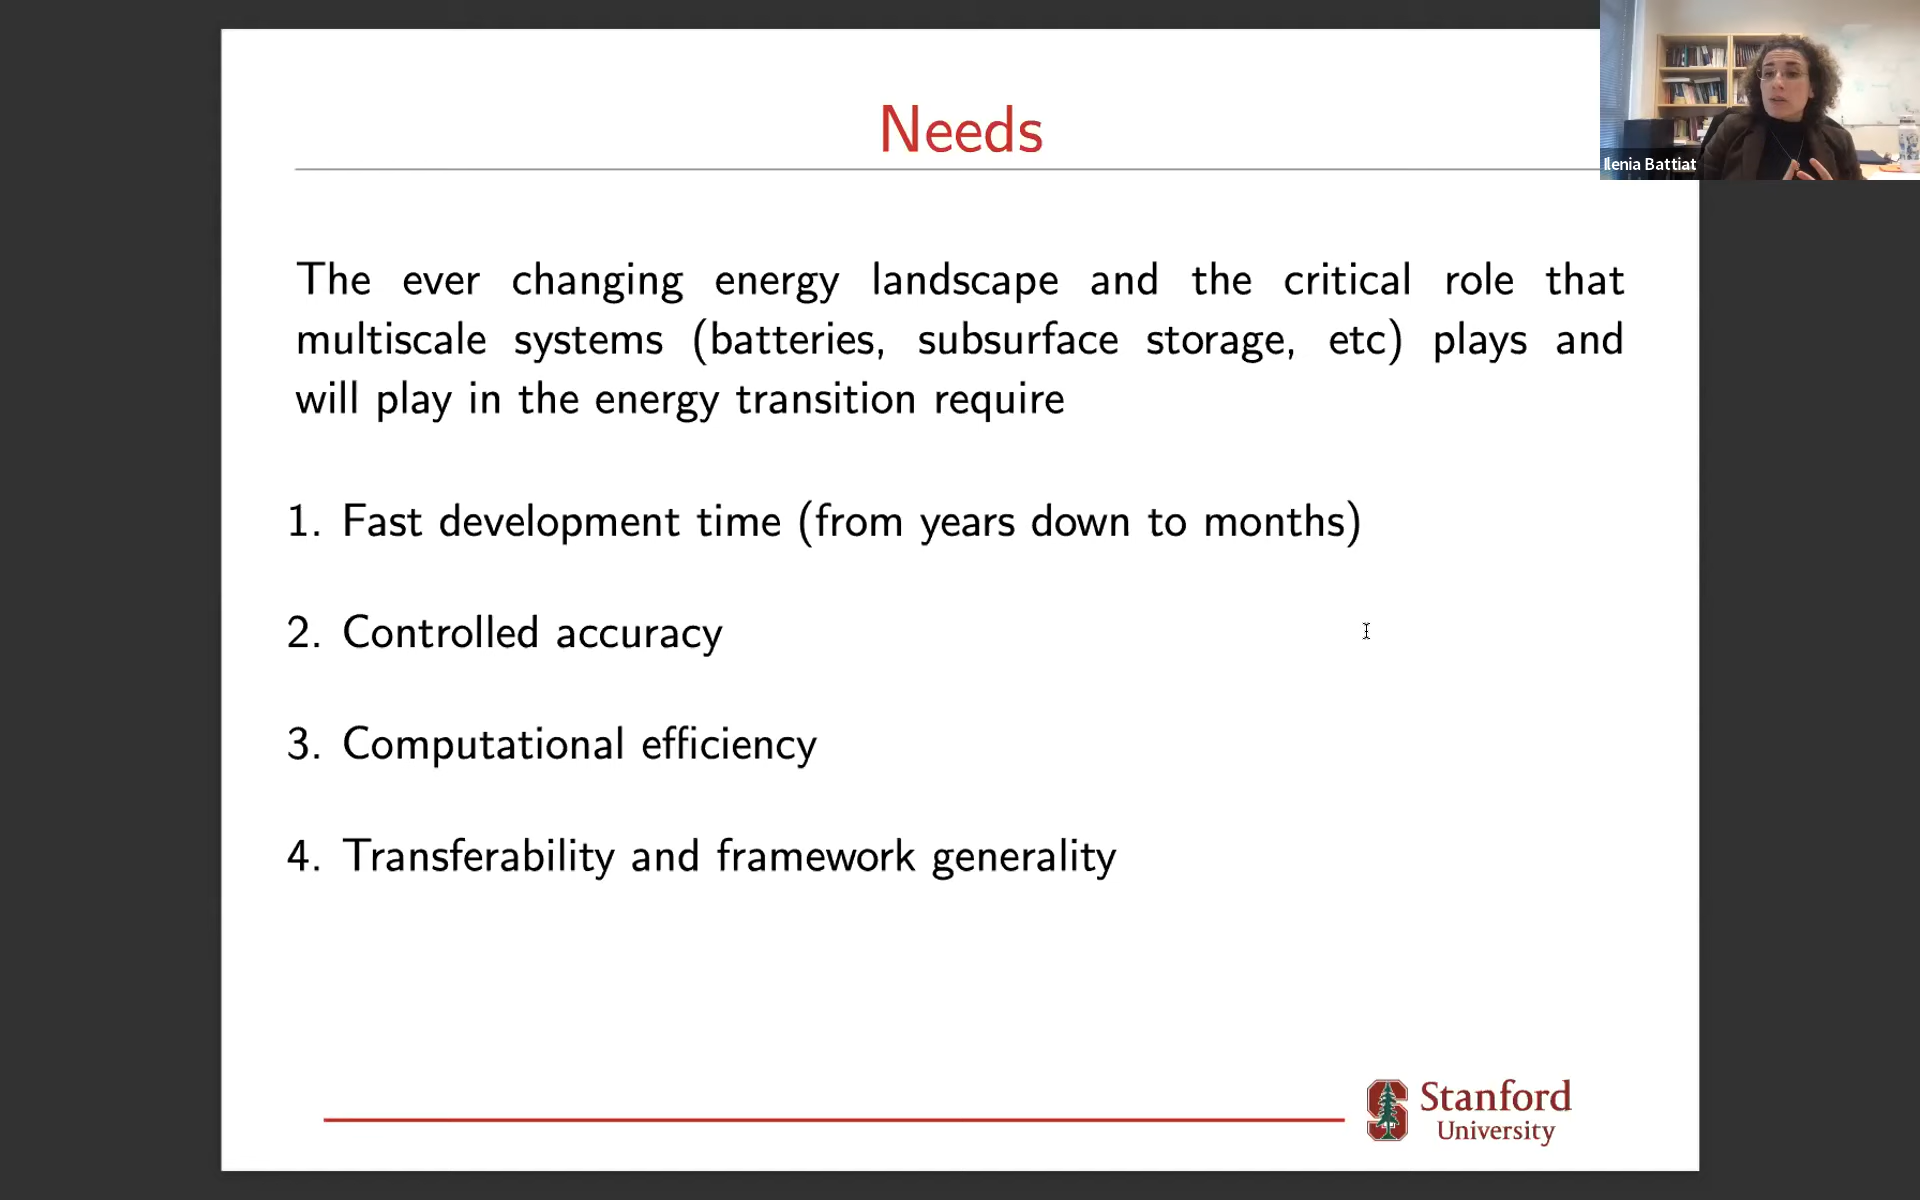 Needs
Ilenia Battiat
The ever changing energy landscape and the critical role that
multiscale systems (batteries, subsurface storage, etc) plays and
will play in the energy transition require
1. Fast development time (from years down to months)
2. Controlled accuracy
3. Computational efficiency
4. Transferability and framework generality
Stanford
University